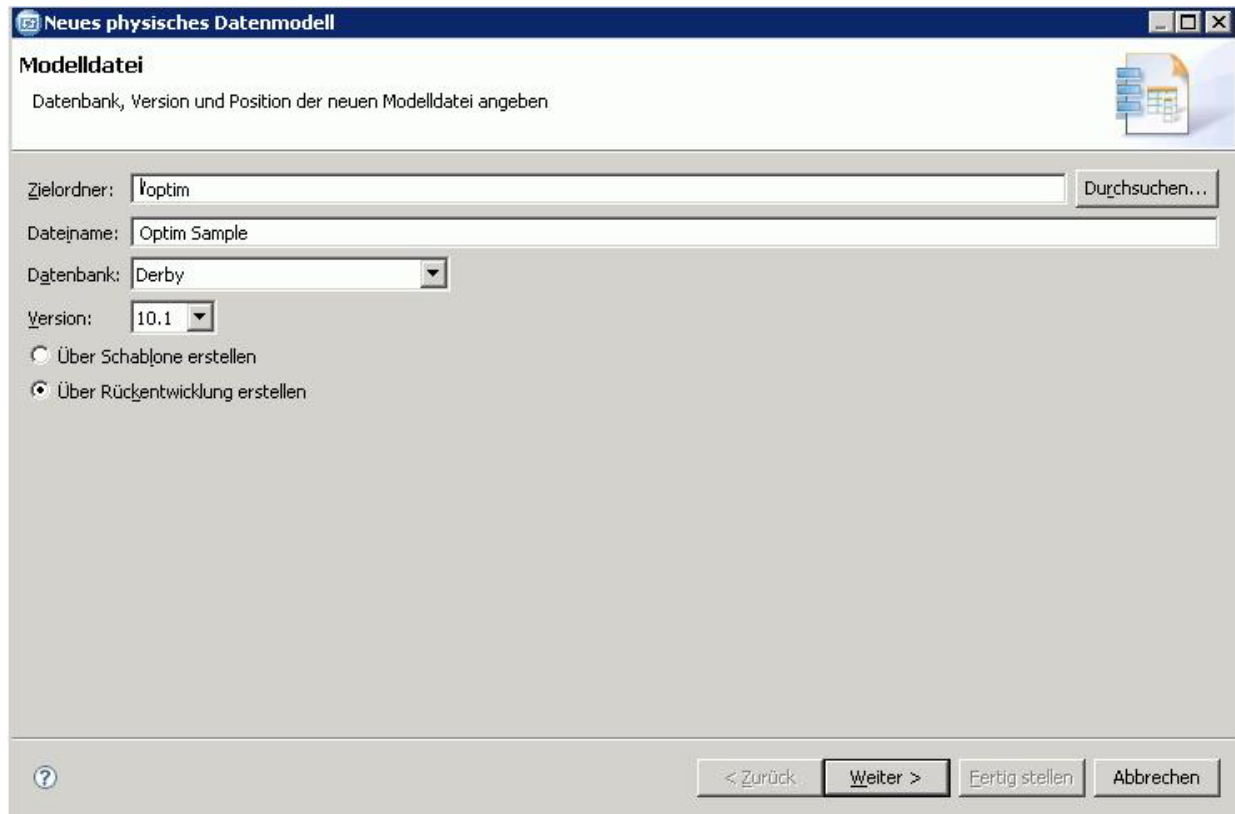 Neues physisches Datenmodell
Modelldatei
Datenbank, Version und Position der neuen Modelldatei angeben
Zielordner: /optim Durchsuchen...
Dateiname: Optim Sample
Datenbank: Derby
Version: 10.1
Über Schablone erstellen
Über Rückentwicklung erstellen
? < Zurück Weiter > Fertig stellen Abbrechen